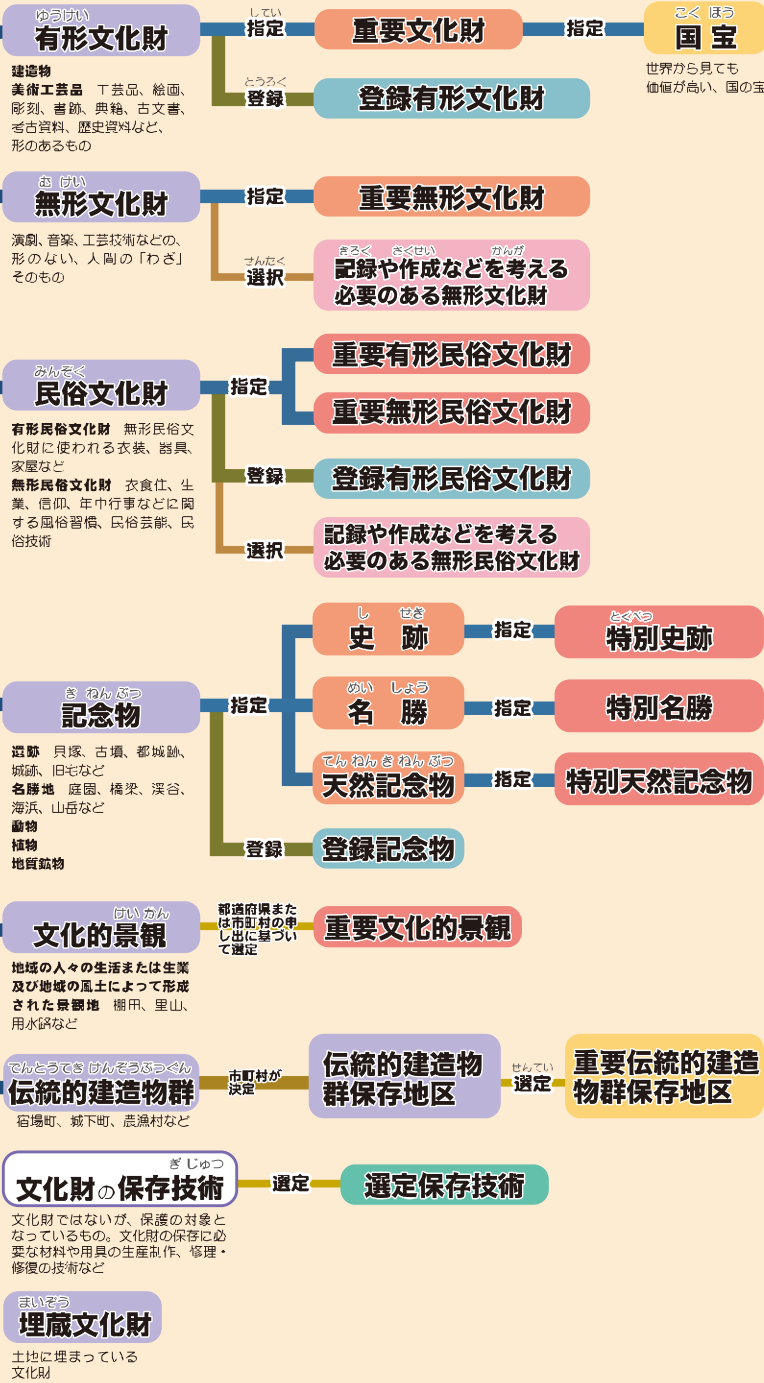 ゆうけい
有形文化財
してい
指定
重要文化財
指定
こく ほう
国宝
建造物
美術工芸品 工芸品、絵画、
彫刻、書跡、典籍、古文書、
考古資料、歴史資料など、
形のあるもの
とうろく
登録
登録有形文化財
世界から見ても
価値が高い、国の宝
む けい
無形文化財
指定
重要無形文化財
演劇、音楽、工芸技術などの、
形のない、人間の「わざ」
そのもの
せんたく
選択
きろく さくせい かんが
記録や作成などを考える
必要のある無形文化財
みんぞく
民俗文化財
指定
重要有形民俗文化財
重要無形民俗文化財
有形民俗文化財 無形民俗文
化財に使われる衣装、器具、
家屋など
無形民俗文化財 衣食住、生
業、信仰、年中行事などに関
する風俗習慣、民俗芸能、民
俗技術
登録
登録有形民俗文化財
選択
記録や作成などを考える
必要のある無形民俗文化財
き ねん ぶつ
記念物
指定
し せき
史跡
指定
とくべつ
特別史跡
めい しょう
名勝
指定
特別名勝
てん ねん き ねん ぶつ
天然記念物
指定
特別天然記念物
遺跡 貝塚、古墳、都城跡、
城跡、旧宅など
名勝地 庭園、橋梁、渓谷、
海浜、山岳など
動物
植物
地質鉱物
登録
登録記念物
けい かん
文化的景観
都道府県また
は市町村の申
し出に基づい
て選定
重要文化的景観
地域の人々の生活または生業
及び地域の風土によって形成
された景観地 棚田、里山、
用水路など
でんとうてき けんぞうぶつぐん
伝統的建造物群
市町村が
決定
伝統的建造物
群保存地区
せんてい
選定
重要伝統的建造
物群保存地区
宿場町、城下町、農漁村など
ぎ じゅつ
文化財の保存技術
選定
選定保存技術
文化財ではないが、保護の対象と
なっているもの。文化財の保存に必
要な材料や用具の生産制作、修理・
修復の技術など
まいぞう
埋蔵文化財
土地に埋まっている
文化財